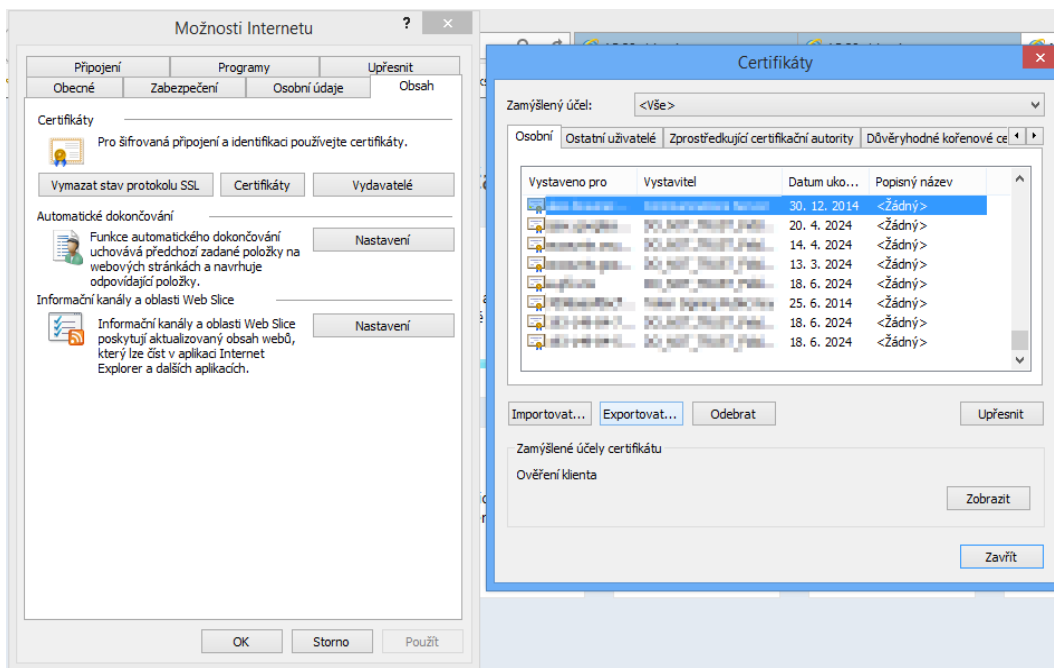 Možnosti Internetu
?
Připojení
Programy
Upřesnit
Obecné
Zabezpečení
Osobní údaje
Obsah
Certifikáty
Pro šifrovaná připojení a identifikaci používejte certifikáty.
Vymazat stav protokolu SSL
Certifikáty
Vydavatelé
Automatické dokončování
Funkce automatického dokončování
uchovává předchozí zadané položky na
webových stránkách a navrhuje
odpovídající položky.
Nastavení
Informační kanály a oblasti Web Slice
Informační kanály a oblasti Web Slice
poskytují aktualizovaný obsah webů,
který lze číst v aplikaci Internet
Explorer a dalších aplikacích.
Nastavení
OK
Storno
Použít
Certifikáty
Zamýšlený účel:
<Vše>
Osobní
Ostatní uživatelé
Zprostředkující certifikační autority
Důvěryhodné kořenové ce
Vystaveno pro
Vystavitel
Datum uko...
Popisný název
30. 12. 2014 <Žádný>
20. 4. 2024 <Žádný>
14. 4. 2024 <Žádný>
13. 3. 2024 <Žádný>
18. 6. 2024 <Žádný>
25. 6. 2014 <Žádný>
18. 6. 2024 <Žádný>
18. 6. 2024 <Žádný>
Importovat...
Exportovat...
Odebrat
Upřesnit
Zamýšlené účely certifikátu
Ověření klienta
Zobrazit
Zavřít